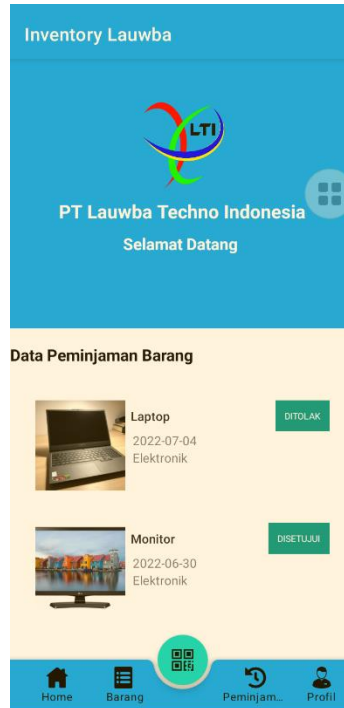 Inventory Lauwba
LTI
PT Lauwba Techno Indonesia
Selamat Datang
Data Peminjaman Barang
Laptop
DITOLAK
2022-07-04
Elektronik
Monitor
DISETUJUI
2022-06-30
Elektronik
Home
Barang
Peminjam...
Profil